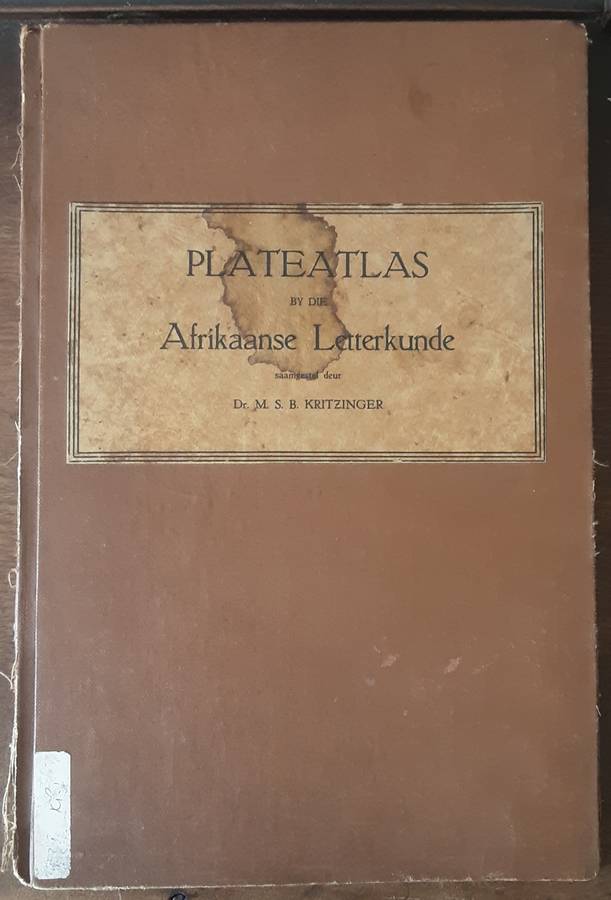 PLATEATLAS
BY DIE
Afrikaanse Letterkunde
saamgestel deur
Dr. M. S. B. KRITZINGER